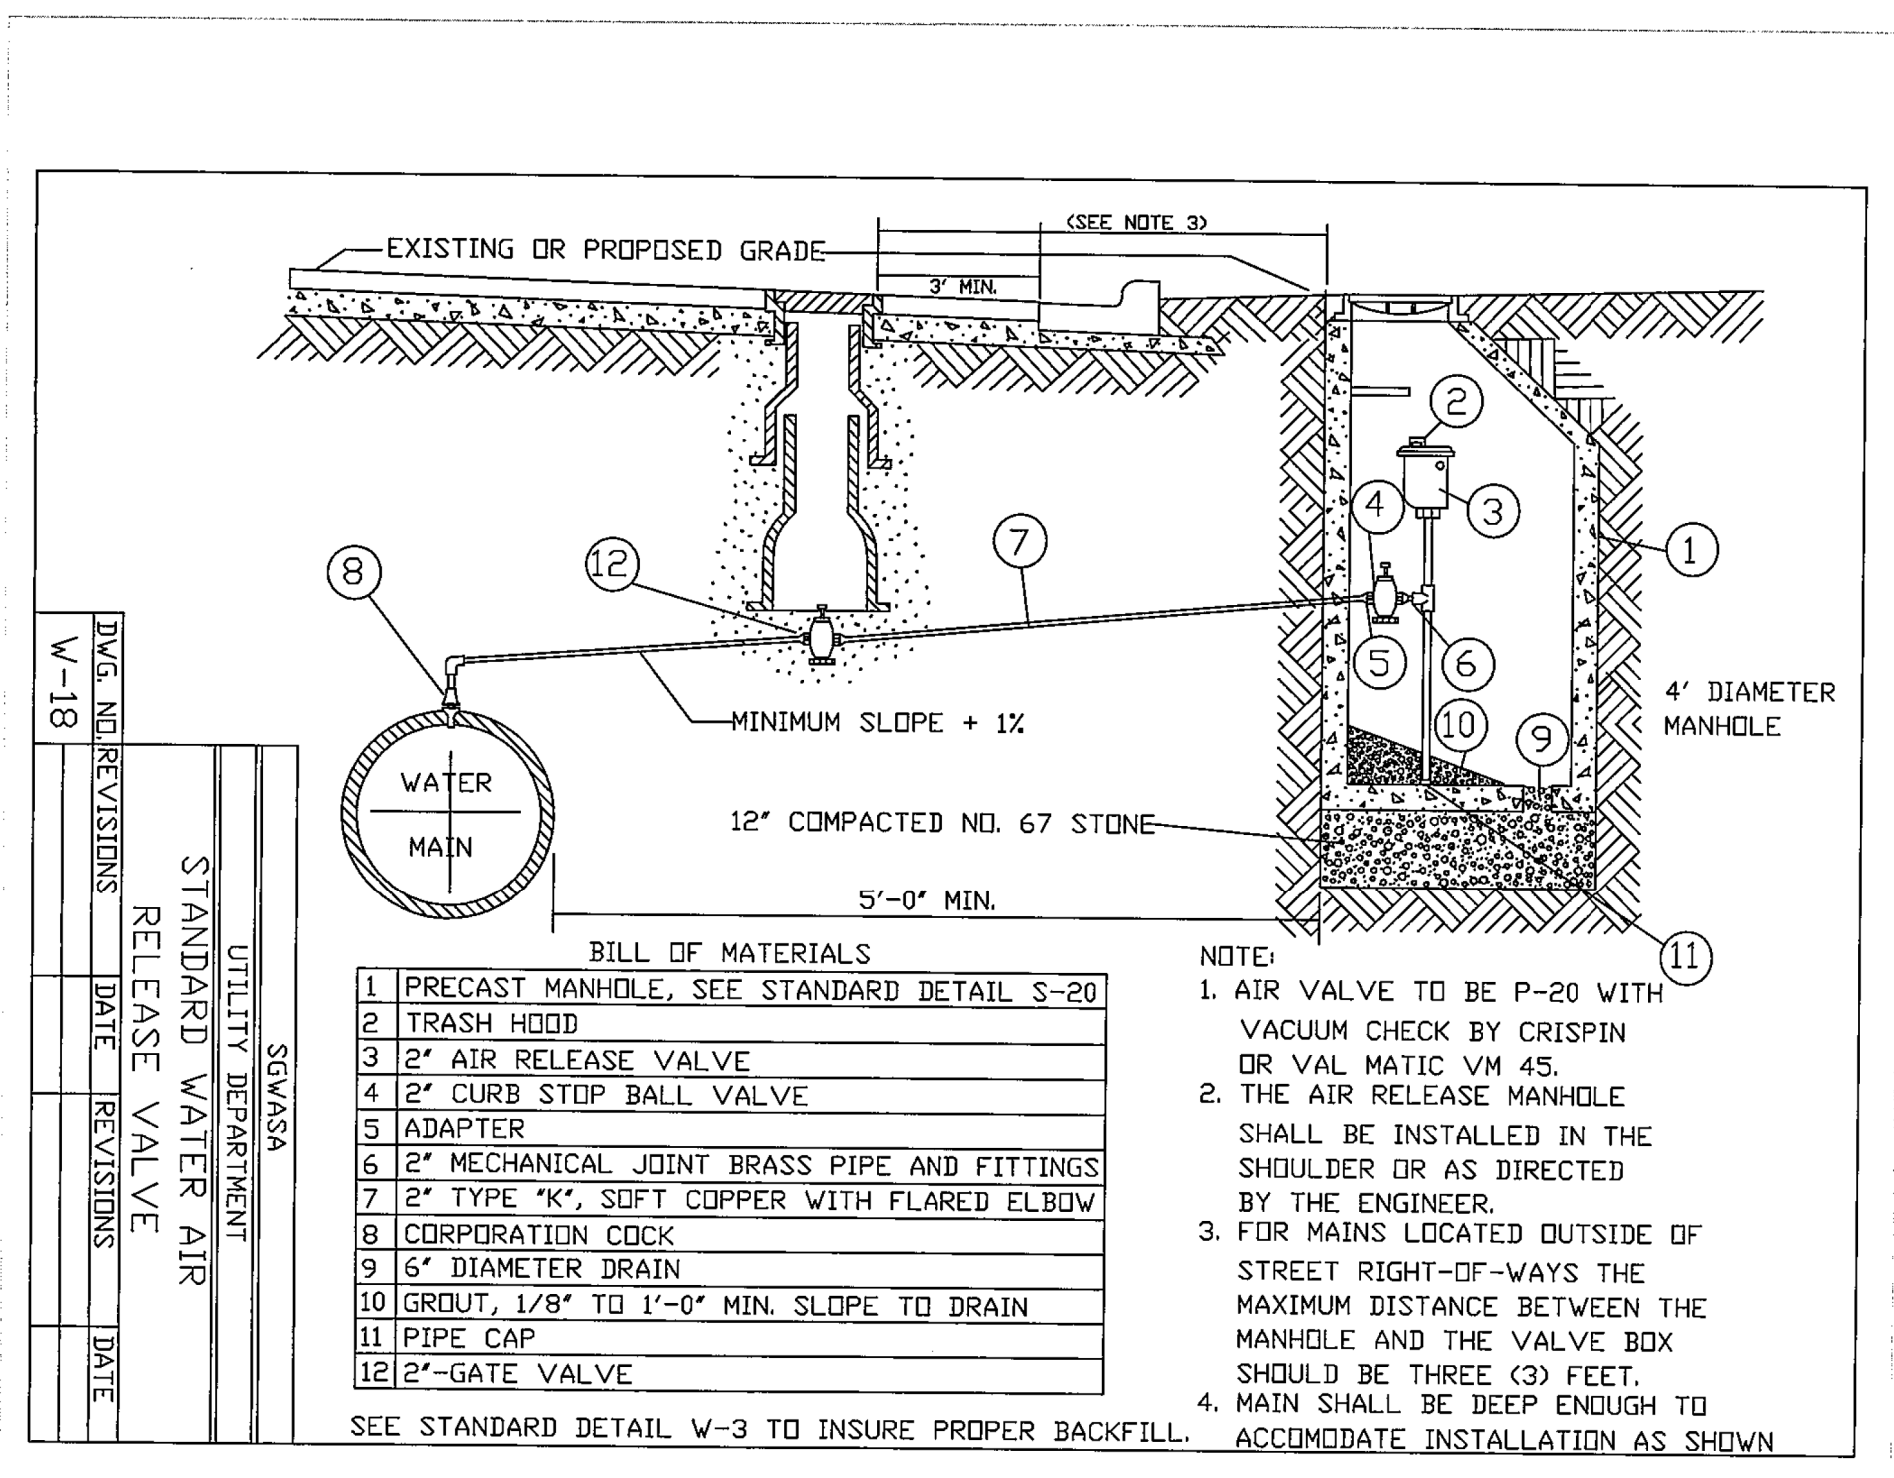 (SEE NOTE 3)
EXISTING OR PROPOSED GRADE
3' MIN.
2
4
3
7
1
12
8
5
6
4' DIAMETER
MANHOLE
MINIMUM SLOPE + 1%
10
9
WATER
MAIN
12" COMPACTED NO. 67 STONE
5'-0" MIN.
11
BILL OF MATERIALS
1 PRECAST MANHOLE, SEE STANDARD DETAIL S-20
2 TRASH HOOD
3 2" AIR RELEASE VALVE
4 2" CURB STOP BALL VALVE
5 ADAPTER
6 2" MECHANICAL JOINT BRASS PIPE AND FITTINGS
7 2" TYPE "K", SOFT COPPER WITH FLARED ELBOW
8 CORPORATION COCK
9 6" DIAMETER DRAIN
10 GROUT, 1/8" TO 1'-0" MIN. SLOPE TO DRAIN
11 PIPE CAP
12 2"-GATE VALVE
SEE STANDARD DETAIL W-3 TO INSURE PROPER BACKFILL.
NOTE:
1. AIR VALVE TO BE P-20 WITH
VACUUM CHECK BY CRISPIN
OR VAL MATIC VM 45.
2. THE AIR RELEASE MANHOLE
SHALL BE INSTALLED IN THE
SHOULDER OR AS DIRECTED
BY THE ENGINEER.
3. FOR MAINS LOCATED OUTSIDE OF
STREET RIGHT-OF-WAYS THE
MAXIMUM DISTANCE BETWEEN THE
MANHOLE AND THE VALVE BOX
SHOULD BE THREE (3) FEET.
4. MAIN SHALL BE DEEP ENOUGH TO
ACCOMODATE INSTALLATION AS SHOWN
SGWASA
UTILITY DEPARTMENT
STANDARD WATER AIR
RELEASE VALVE
DWG. NO. REVISIONS DATE REVISIONS DATE
W-18